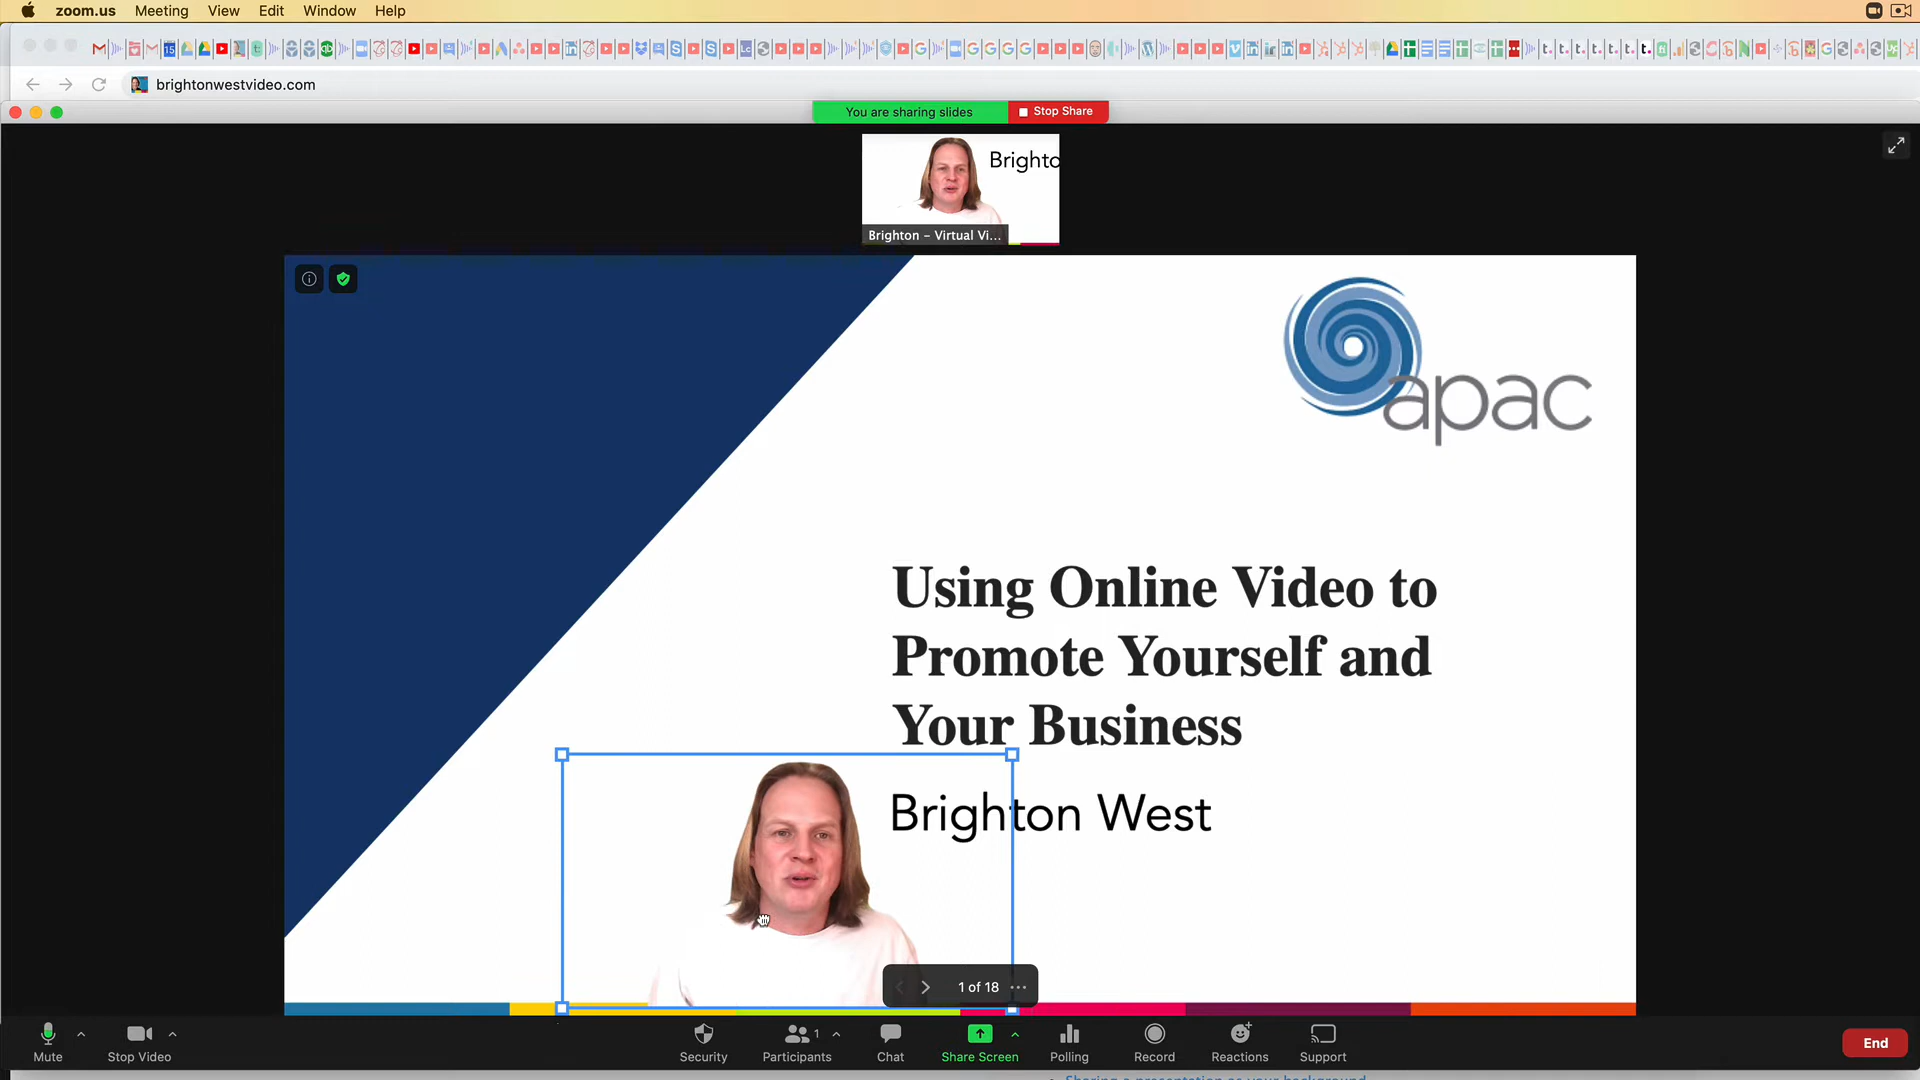 zoom.us Meeting View Edit Window Help
brightonwestvideo.com
You are sharing slides Stop Share
Brighto
Brighton – Virtual Vi...
apac
Using Online Video to
Promote Yourself and
Your Business
Brighton West
1 of 18
1
Mute Stop Video Security Participants Chat Share Screen Polling Record Reactions Support End